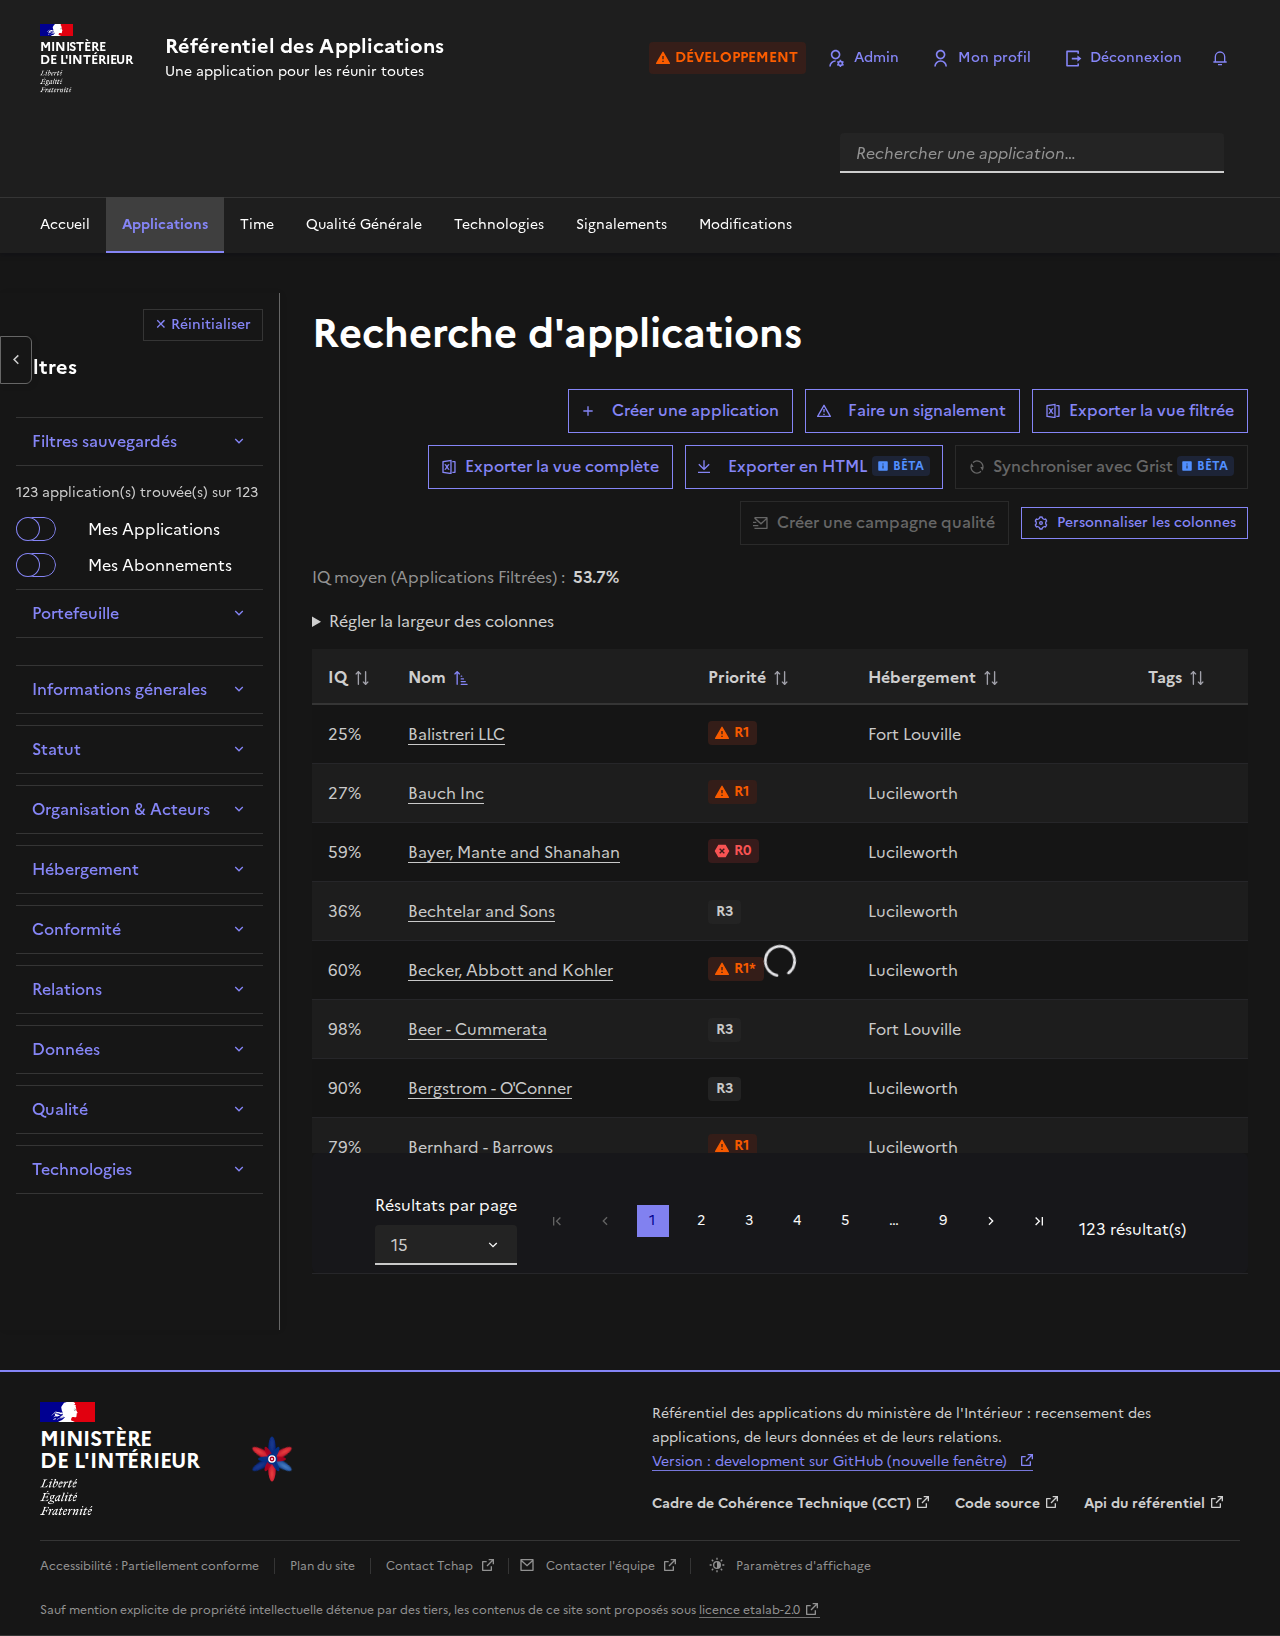 MINISTÈRE
DE L'INTÉRIEUR
Liberté
Égalité
Fraternité
Référentiel des Applications
Une application pour les réunir toutes
DÉVELOPPEMENT
Admin
Mon profil
Déconnexion
Rechercher une application...
Accueil
Applications
Time
Qualité Générale
Technologies
Signalements
Modifications
Réinitialiser
ltres
Filtres sauvegardés
123 application(s) trouvée(s) sur 123
Mes Applications
Mes Abonnements
Portefeuille
Informations génerales
Statut
Organisation & Acteurs
Hébergement
Conformité
Relations
Données
Qualité
Technologies
Recherche d'applications
Créer une application
Faire un signalement
Exporter la vue filtrée
Exporter la vue complète
Exporter en HTML BÊTA
Synchroniser avec Grist BÊTA
Créer une campagne qualité
Personnaliser les colonnes
IQ moyen (Applications Filtrées) : 53.7%
Régler la largeur des colonnes
IQ Nom Priorité Hébergement Tags
25% Balistreri LLC R1 Fort Louville
27% Bauch Inc R1 Lucileworth
59% Bayer, Mante and Shanahan R0 Lucileworth
36% Bechtelar and Sons R3 Lucileworth
60% Becker, Abbott and Kohler R1* Lucileworth
98% Beer - Cummerata R3 Fort Louville
90% Bergstrom - O'Conner R3 Lucileworth
79% Bernhard - Barrows R1 Lucileworth
Résultats par page
15
1 2 3 4 5 … 9
123 résultat(s)
MINISTÈRE
DE L'INTÉRIEUR
Liberté
Égalité
Fraternité
Référentiel des applications du ministère de l'Intérieur : recensement des
applications, de leurs données et de leurs relations.
Version : development sur GitHub (nouvelle fenêtre)
Cadre de Cohérence Technique (CCT)
Code source
Api du référentiel
Accessibilité : Partiellement conforme
Plan du site
Contact Tchap
Contacter l'équipe
Paramètres d'affichage
Sauf mention explicite de propriété intellectuelle détenue par des tiers, les contenus de ce site sont proposés sous licence etalab-2.0